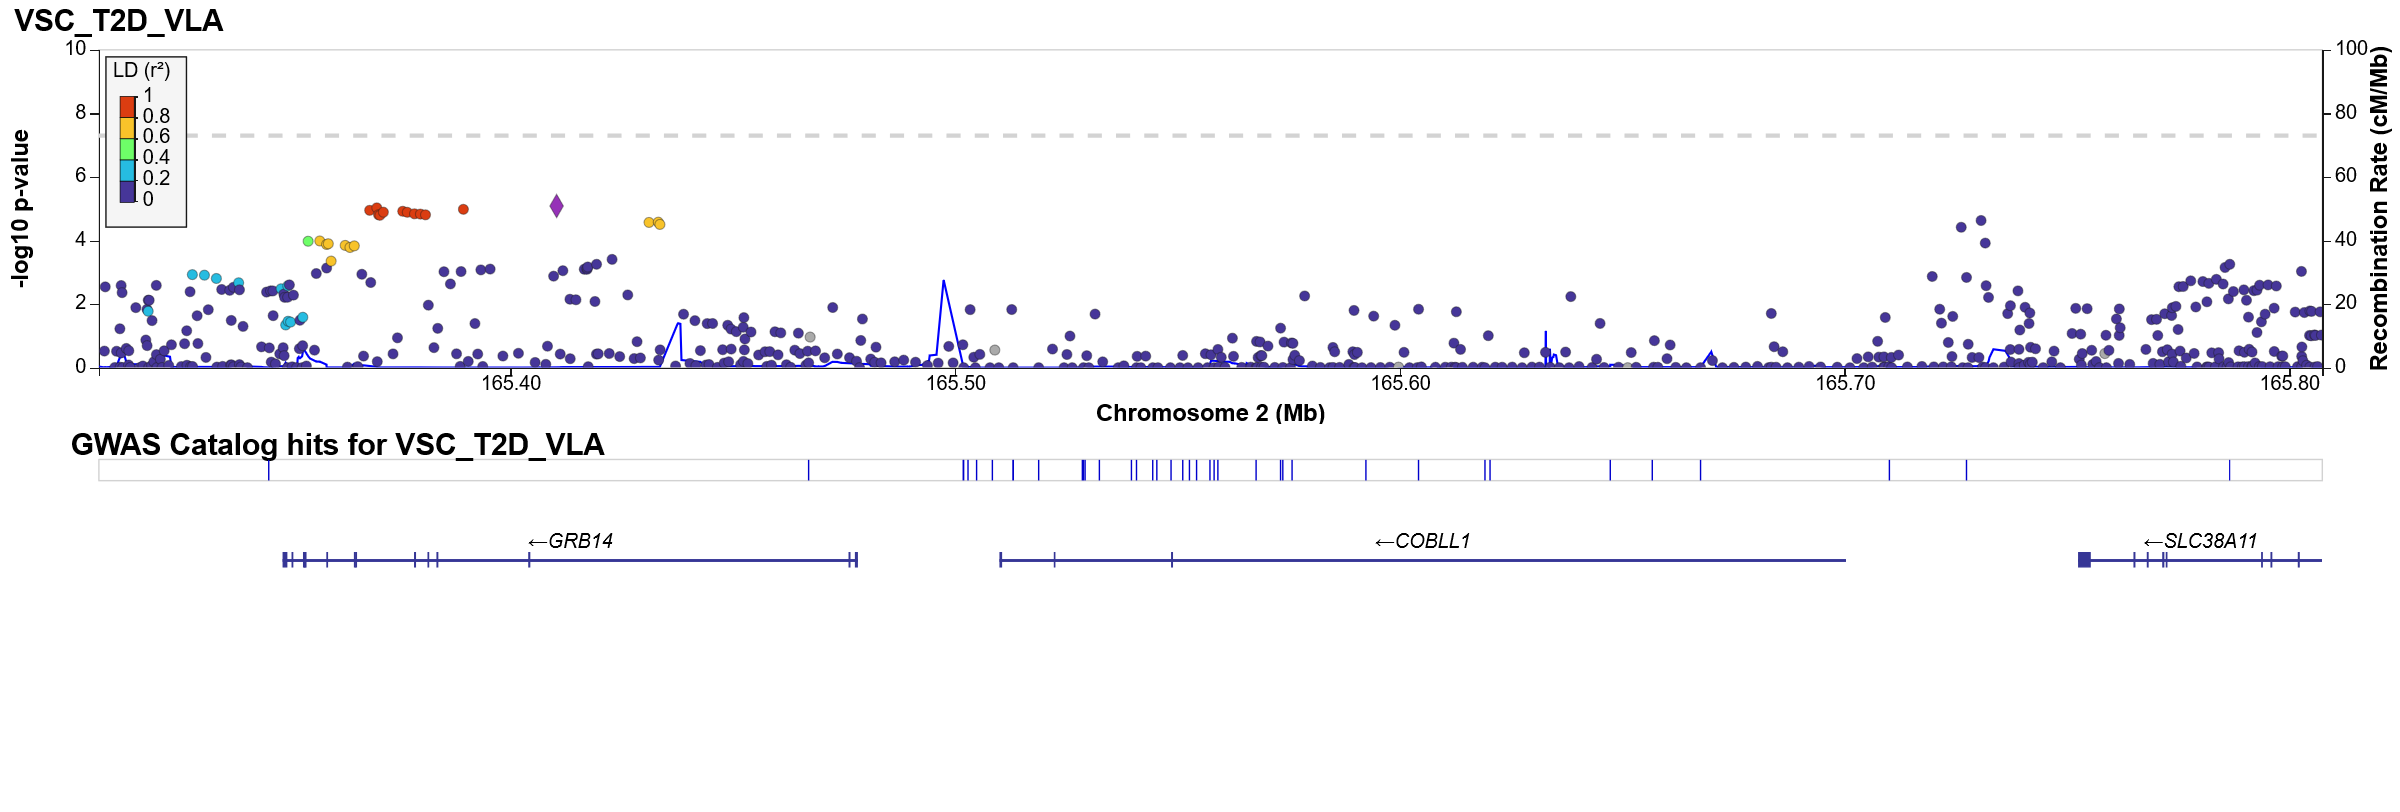 VSC_T2D_VLA
10
8
6
4
2
0
-log10 p-value
LD (r²)
1
0.8
0.6
0.4
0.2
0
100
80
60
40
20
0
Recombination Rate (cM/Mb)
165.40 165.50 165.60 165.70 165.80
Chromosome 2 (Mb)
GWAS Catalog hits for VSC_T2D_VLA
←GRB14 ←COBLL1 ←SLC38A11